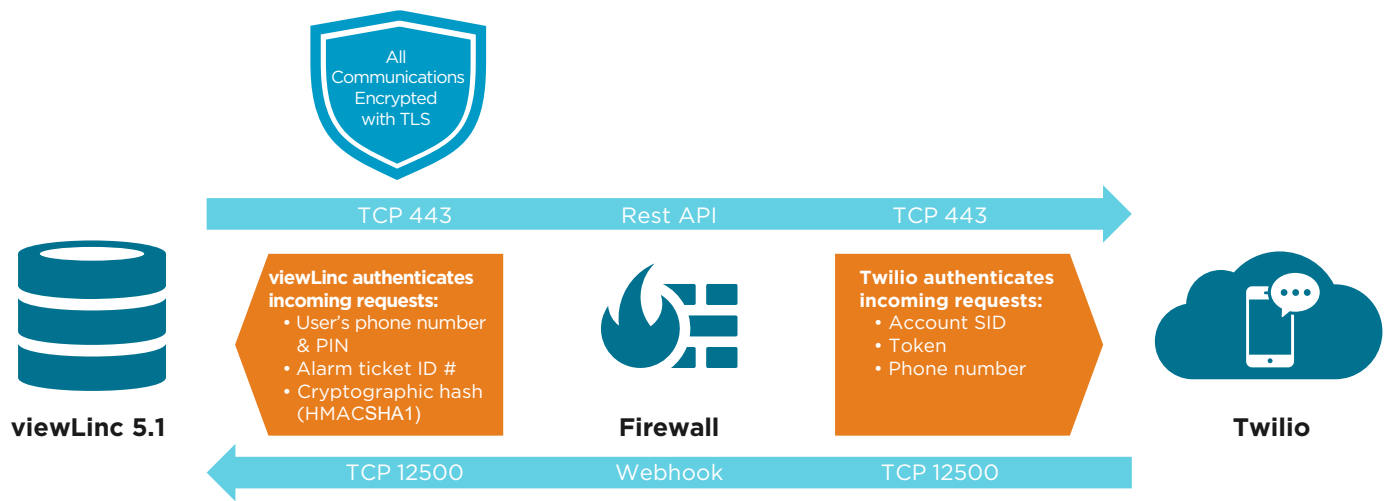 All
Communications
Encrypted
with TLS
TCP 443
Rest API
TCP 443
viewLinc authenticates
incoming requests:
• User's phone number
& PIN
• Alarm ticket ID #
• Cryptographic hash
(HMACSHA1)
Twilio authenticates
incoming requests:
• Account SID
• Token
• Phone number
viewLinc 5.1
Firewall
Twilio
TCP 12500
Webhook
TCP 12500